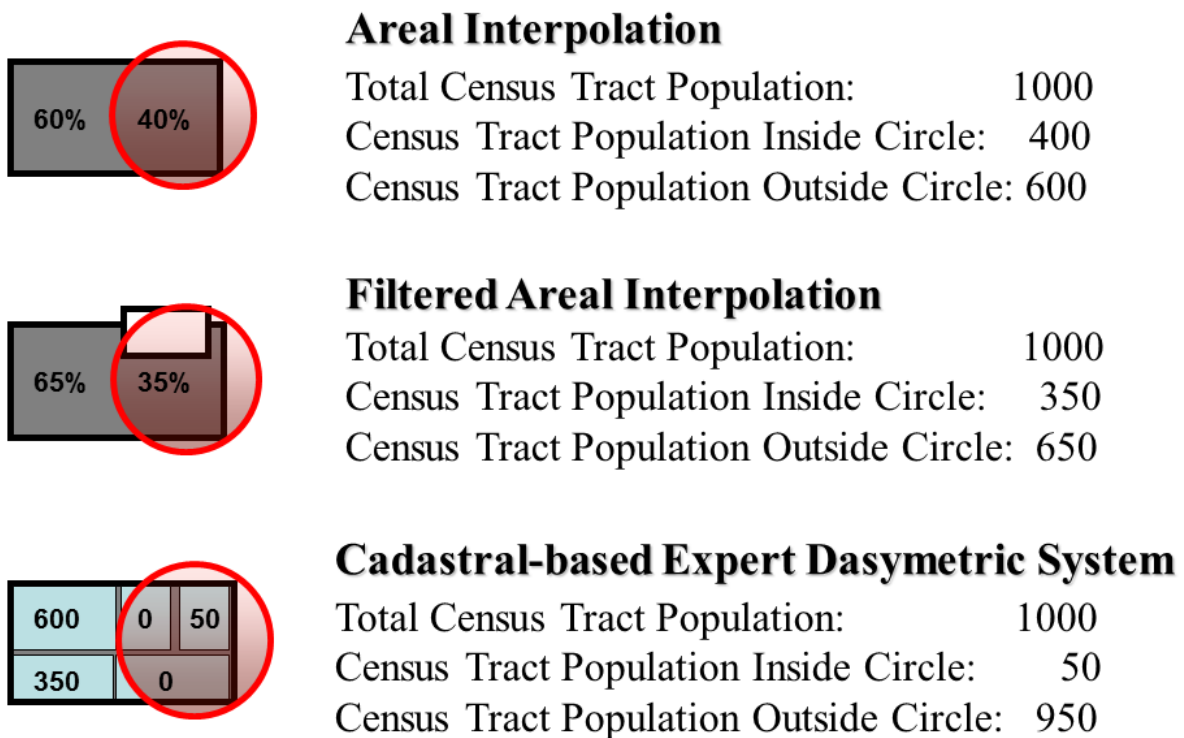 Areal Interpolation
60% 40%
Total Census Tract Population: 1000
Census Tract Population Inside Circle: 400
Census Tract Population Outside Circle: 600
Filtered Areal Interpolation
65% 35%
Total Census Tract Population: 1000
Census Tract Population Inside Circle: 350
Census Tract Population Outside Circle: 650
Cadastral-based Expert Dasymetric System
600 0 50
350 0
Total Census Tract Population: 1000
Census Tract Population Inside Circle: 50
Census Tract Population Outside Circle: 950